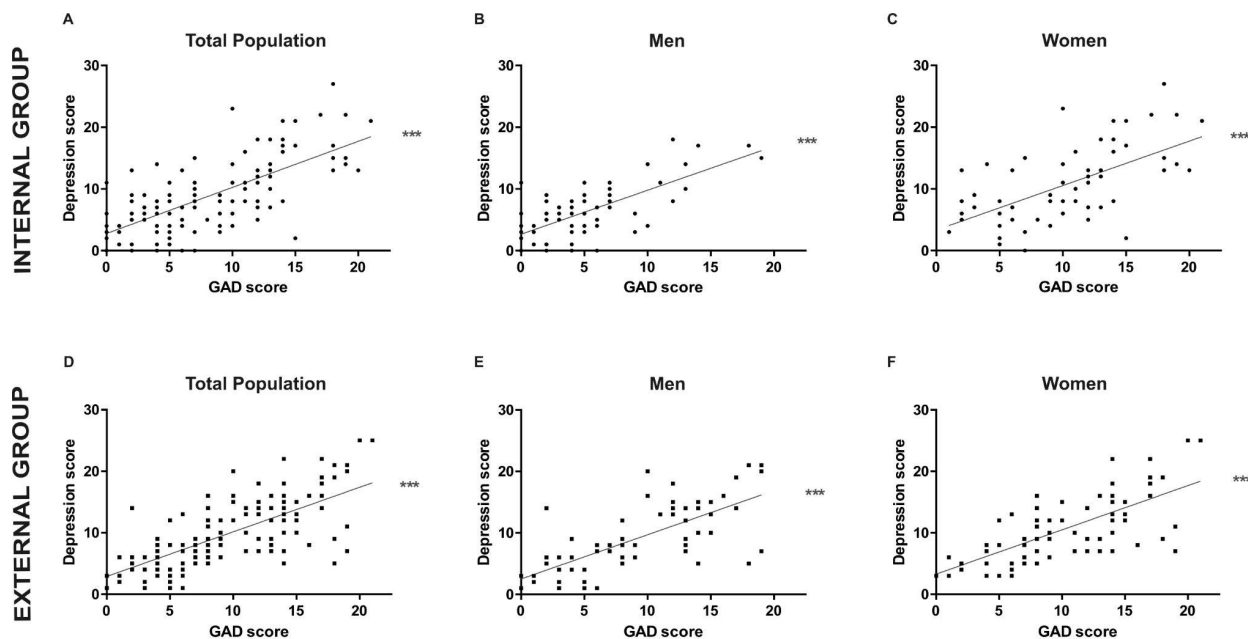 INTERNAL GROUP
A
Total Population
Depression score
30
20
10
0
0 5 10 15 20
GAD score
***
B
Men
Depression score
30
20
10
0
0 5 10 15 20
GAD score
***
C
Women
Depression score
30
20
10
0
0 5 10 15 20
GAD score
***
EXTERNAL GROUP
D
Total Population
Depression score
30
20
10
0
0 5 10 15 20
GAD score
***
E
Men
Depression score
30
20
10
0
0 5 10 15 20
GAD score
***
F
Women
Depression score
30
20
10
0
0 5 10 15 20
GAD score
***